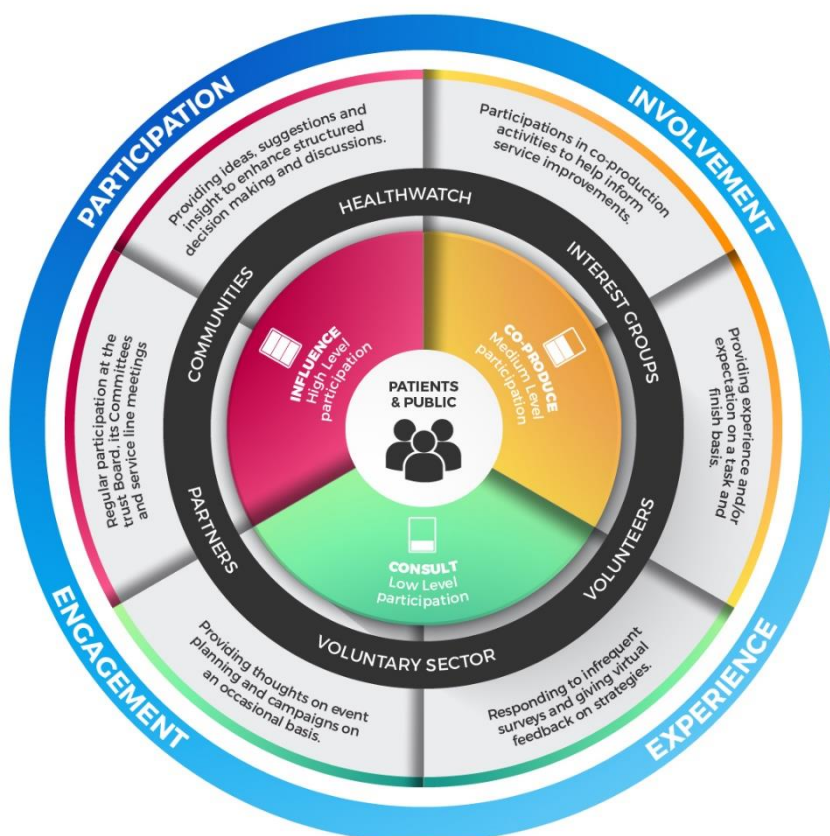 PARTICIPATION
INVOLVEMENT
EXPERIENCE
ENGAGEMENT
Providing ideas, suggestions and
insight to enhance structured
decision making and discussions.
Participations in co-production
activities to help inform
service improvements.
Providing experience and/or
expectation on a task and
finish basis.
Responding to infrequent
surveys and giving virtual
feedback on strategies.
Providing thoughts on event
planning and campaigns on
an occasional basis.
Regular participation at the
trust Board, its Committees
and service line meetings
HEALTHWATCH
INTEREST GROUPS
VOLUNTEERS
VOLUNTARY SECTOR
PARTNERS
COMMUNITIES
INFLUENCE
High Level
participation
CO-PRODUCE
Medium Level
participation
CONSULT
Low Level
participation
PATIENTS
& PUBLIC